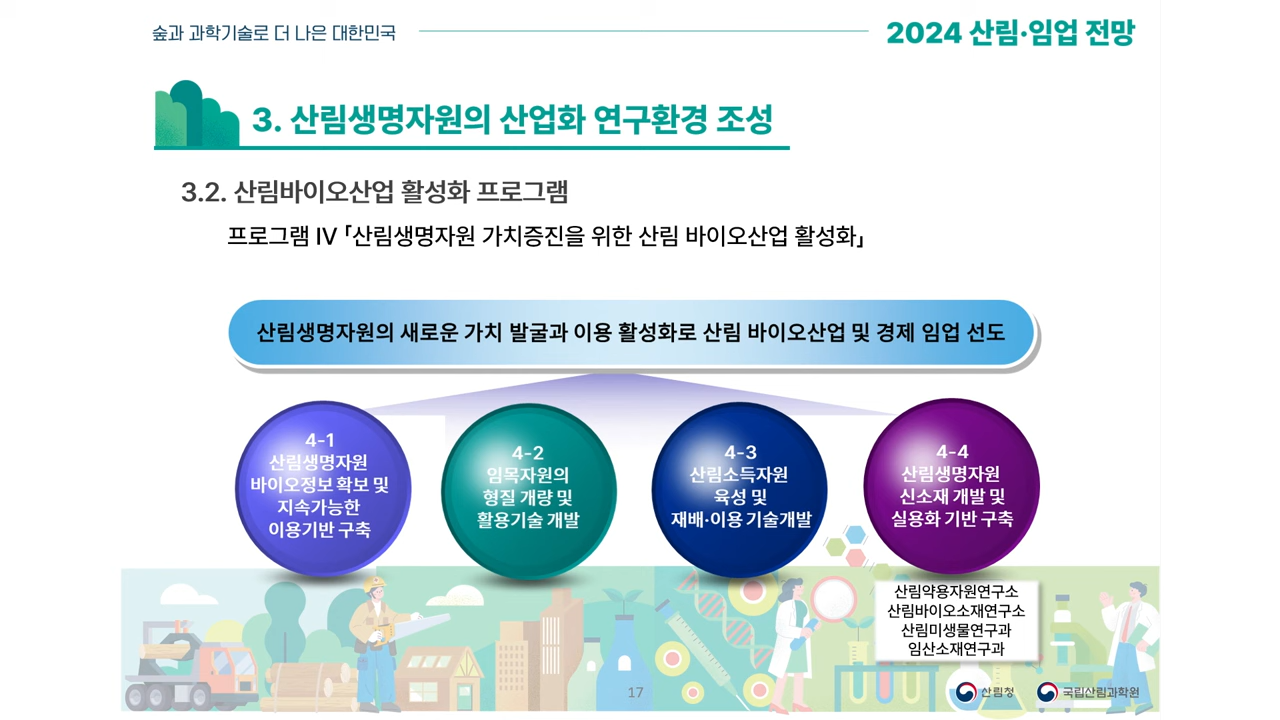 숲과 과학기술로 더 나은 대한민국
2024 산림·임업 전망
3. 산림생명자원의 산업화 연구환경 조성
3.2. 산림바이오산업 활성화 프로그램
프로그램 IV ｢산림생명자원 가치증진을 위한 산림 바이오산업 활성화｣
산림생명자원의 새로운 가치 발굴과 이용 활성화로 산림 바이오산업 및 경제 임업 선도
4-1
산림생명자원
바이오정보 확보 및
지속가능한
이용기반 구축
4-2
임목자원의
형질 개량 및
활용기술 개발
4-3
산림소득자원
육성 및
재배·이용 기술개발
4-4
산림생명자원
신소재 개발 및
실용화 기반 구축
산림약용자원연구소
산림바이오소재연구소
산림미생물연구과
임산소재연구과
17
산림청
국립산림과학원